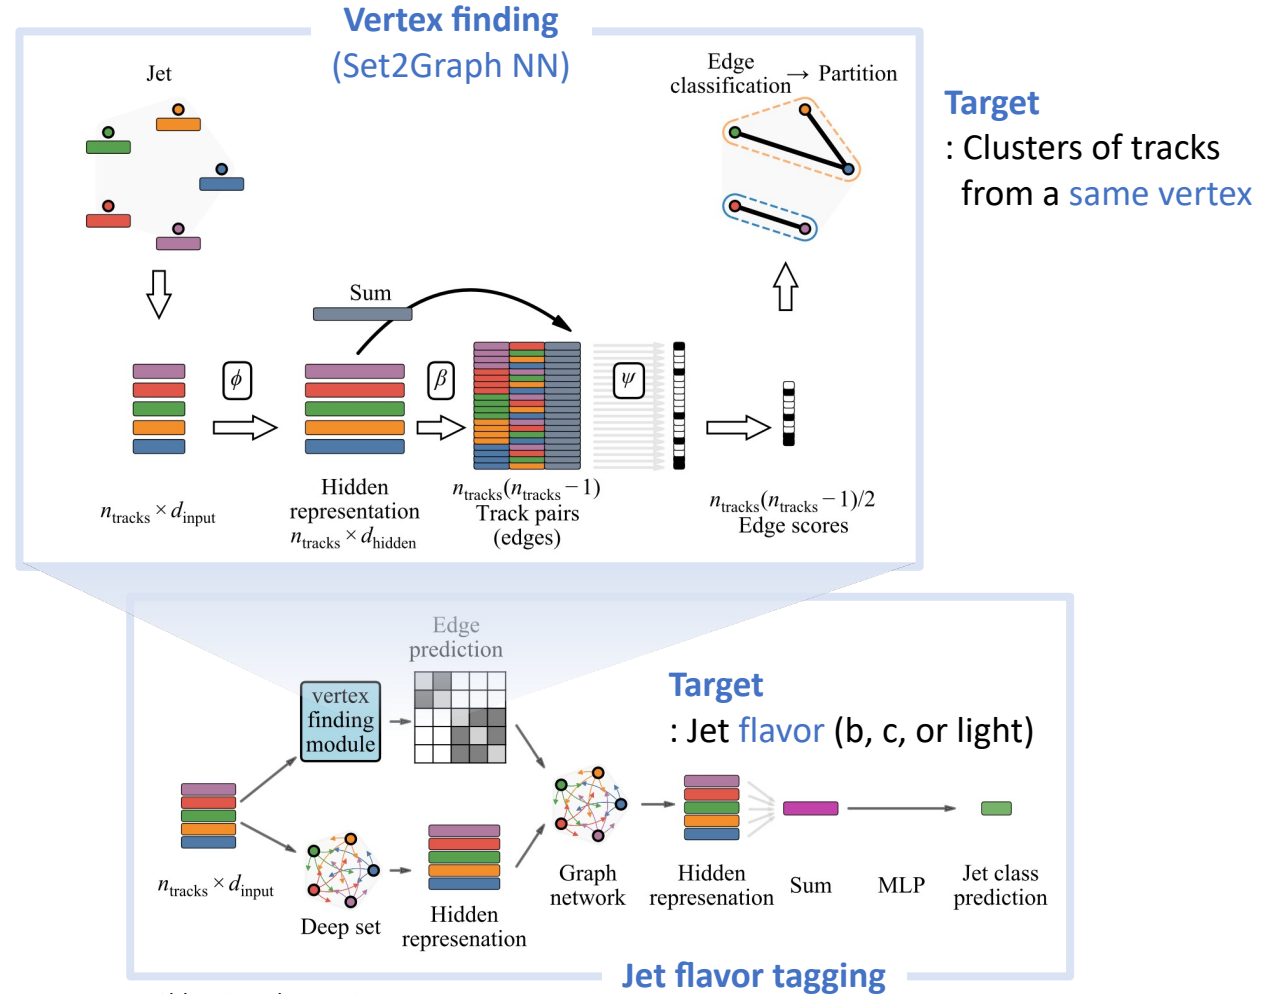 Vertex finding
(Set2Graph NN)
Jet
Edge
classification → Partition
Target
: Clusters of tracks
from a same vertex
Sum
ϕ
β
ψ
n_tracks × d_input
Hidden
representation
n_tracks × d_hidden
n_tracks(n_tracks − 1)
Track pairs
(edges)
n_tracks(n_tracks − 1)/2
Edge scores
Edge
prediction
vertex
finding
module
Target
: Jet flavor (b, c, or light)
n_tracks × d_input
Deep set
Hidden
represenation
Graph
network
Hidden
represenation
Sum
MLP
Jet class
prediction
Jet flavor tagging